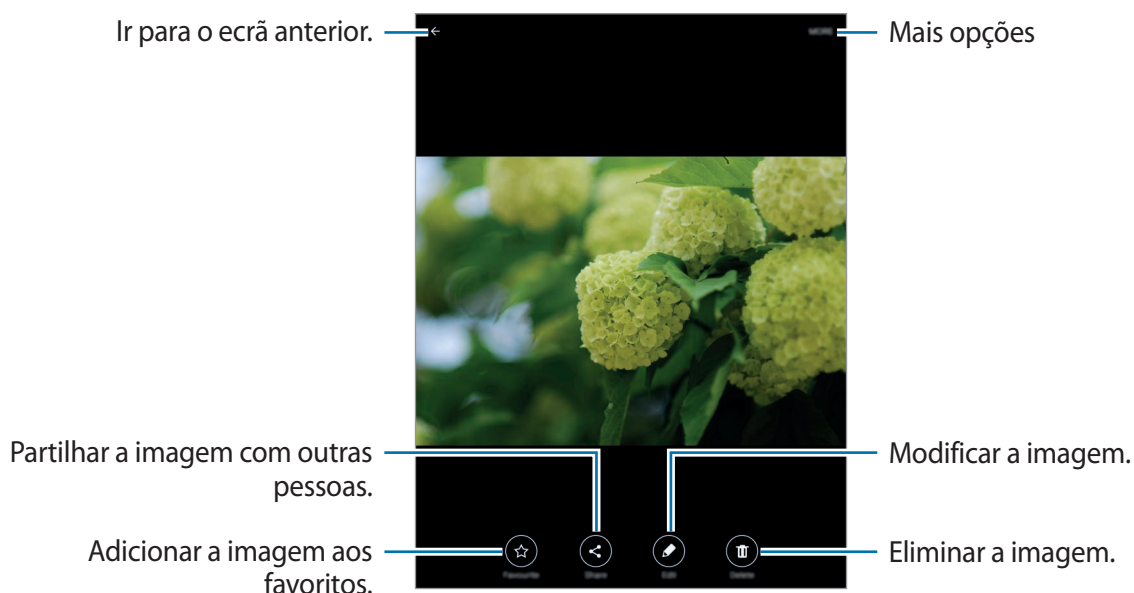 Ir para o ecrã anterior.
MORE
Mais opções
Partilhar a imagem com outras
pessoas.
Modificar a imagem.
Adicionar a imagem aos
favoritos.
Eliminar a imagem.
Favourite
Share
Edit
Delete